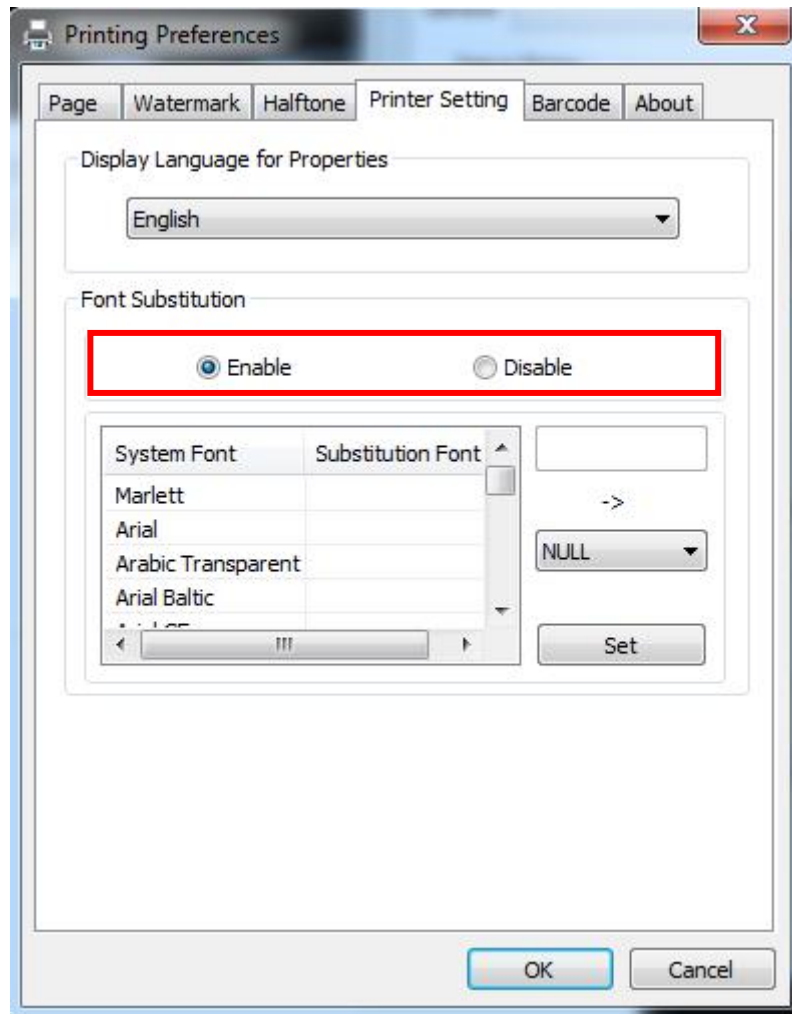 Printing Preferences
Page Watermark Halftone Printer Setting Barcode About
Display Language for Properties
English
Font Substitution
Enable Disable
System Font Substitution Font
Marlett
->
Arial
Arabic Transparent
NULL
Arial Baltic
Set
OK Cancel